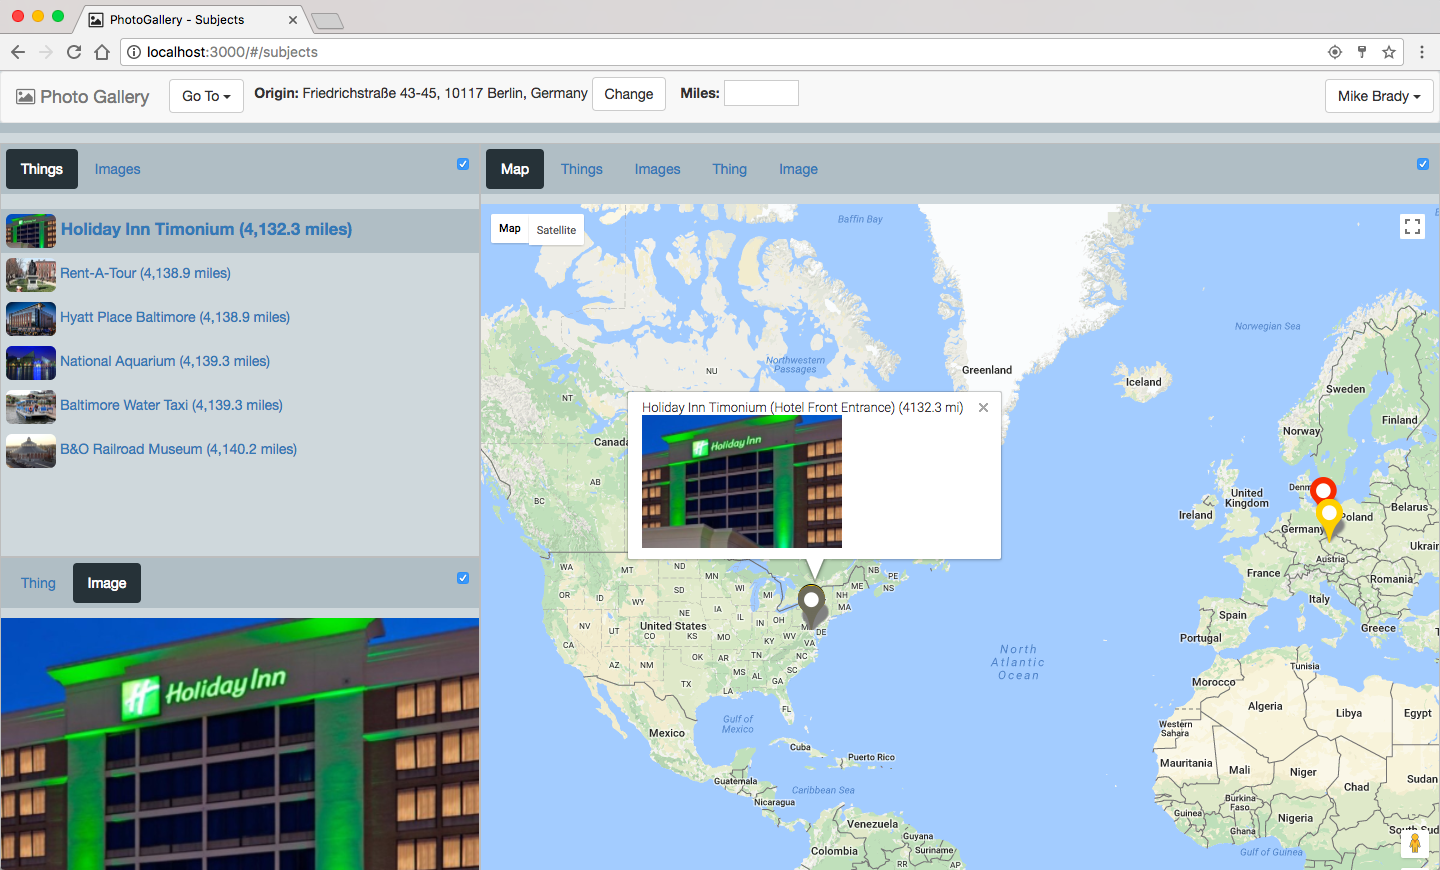 PhotoGallery - Subjects
localhost:3000/#/subjects
Photo Gallery
Go To
Origin: Friedrichstraße 43-45, 10117 Berlin, Germany
Change
Miles:
Mike Brady
Things
Images
Map
Things
Images
Thing
Image
Holiday Inn Timonium (4,132.3 miles)
Rent-A-Tour (4,138.9 miles)
Hyatt Place Baltimore (4,138.9 miles)
National Aquarium (4,139.3 miles)
Baltimore Water Taxi (4,139.3 miles)
B&O Railroad Museum (4,140.2 miles)
Thing
Image
Holiday Inn
Map
Satellite
Baffin Bay
Norwegian Sea
Northwestern
Passages
NU
Greenland
Iceland
Sweden
NT
Holiday Inn Timonium (Hotel Front Entrance) (4132.3 mi)
Holiday Inn
Canada
Norway
Finland
AB
BC
SK
United
Kingdom
Ireland
Poland
Belarus
Germany
Ukrain
Austria
France
Romania
Italy
Spain
Greece
Portugal
WA
MT
ND
MN
OR
ID
WY
SD
WI
MI
NB
PE
NS
ME
NH
MA
NE
IA
IL
IN
OH
NV
UT
United States
CO
KS
MO
KY
WV
VA
DE
CA
AZ
NM
OK
AR
TN
NC
SC
MS
AL
GA
TX
LA
FL
North
Atlantic
Ocean
Gulf of
Mexico
Mexico
Cuba
Puerto Rico
Guatemala
Caribbean Sea
Nicaragua
Venezuela
Guyana
Colombia
Suriname
RR
AP
Tunisia
Morocco
Algeria
Libya
Egypt
Western
Sahara
Mauritania
Mali
Niger
Chad
Sudan
Burkina
Faso
Guinea
Ghana
Nigeria
South Sud
Gulf of Guinea